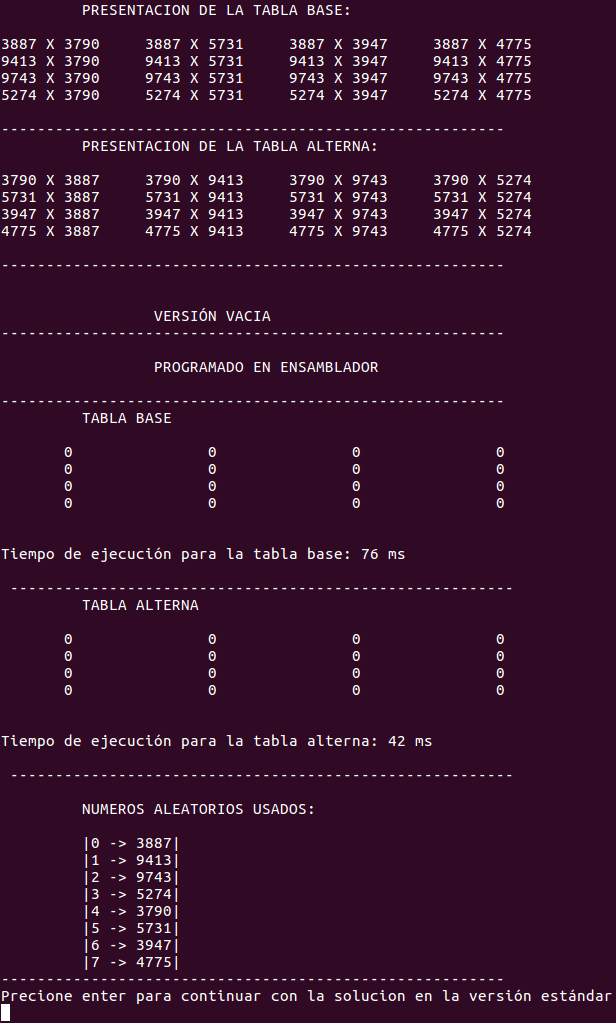 PRESENTACION DE LA TABLA BASE:
3887 X 3790     3887 X 5731     3887 X 3947     3887 X 4775
9413 X 3790     9413 X 5731     9413 X 3947     9413 X 4775
9743 X 3790     9743 X 5731     9743 X 3947     9743 X 4775
5274 X 3790     5274 X 5731     5274 X 3947     5274 X 4775
--------------------------------------------------------
PRESENTACION DE LA TABLA ALTERNA:
3790 X 3887     3790 X 9413     3790 X 9743     3790 X 5274
5731 X 3887     5731 X 9413     5731 X 9743     5731 X 5274
3947 X 3887     3947 X 9413     3947 X 9743     3947 X 5274
4775 X 3887     4775 X 9413     4775 X 9743     4775 X 5274
--------------------------------------------------------
VERSIÓN VACIA
--------------------------------------------------------
PROGRAMADO EN ENSAMBLADOR
--------------------------------------------------------
TABLA BASE
0               0               0               0
0               0               0               0
0               0               0               0
0               0               0               0
Tiempo de ejecución para la tabla base: 76 ms
--------------------------------------------------------
TABLA ALTERNA
0               0               0               0
0               0               0               0
0               0               0               0
0               0               0               0
Tiempo de ejecución para la tabla alterna: 42 ms
--------------------------------------------------------
NUMEROS ALEATORIOS USADOS:
|0 -> 3887|
|1 -> 9413|
|2 -> 9743|
|3 -> 5274|
|4 -> 3790|
|5 -> 5731|
|6 -> 3947|
|7 -> 4775|
--------------------------------------------------------
Precione enter para continuar con la solucion en la versión estándar